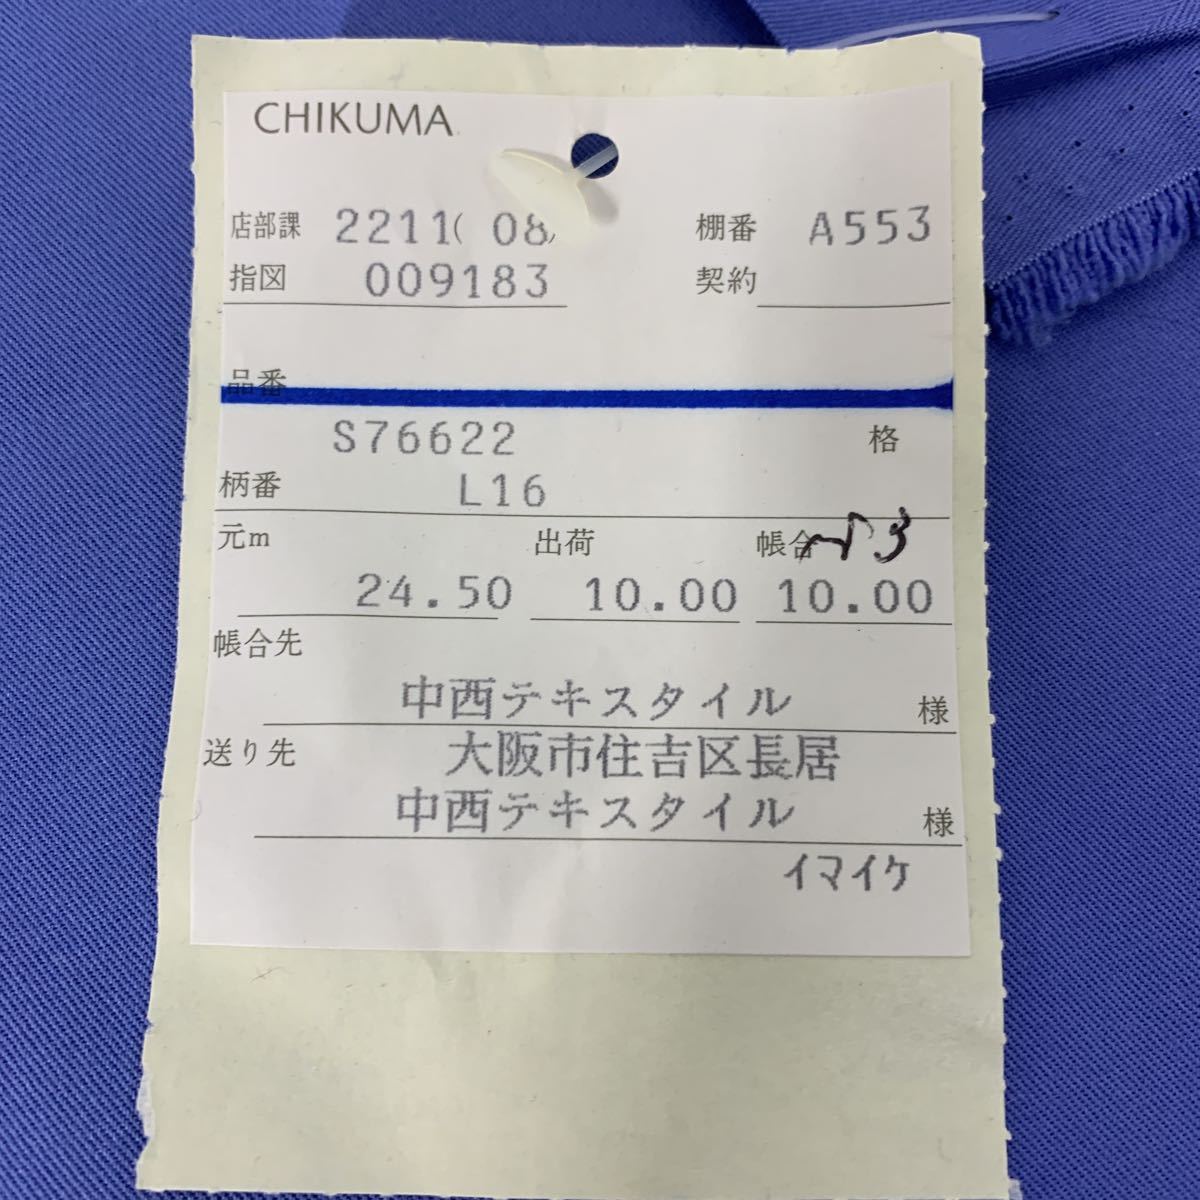 CHIKUMA
店部課 2211( 08) 棚番 A553
指図 009183 契約
品番
S76622 格
柄番 L16
元m 出荷 帳合
24.50 10.00 10.00
帳合先
中西テキスタイル 様
送り先 大阪市住吉区長居
中西テキスタイル 様
イマイケ